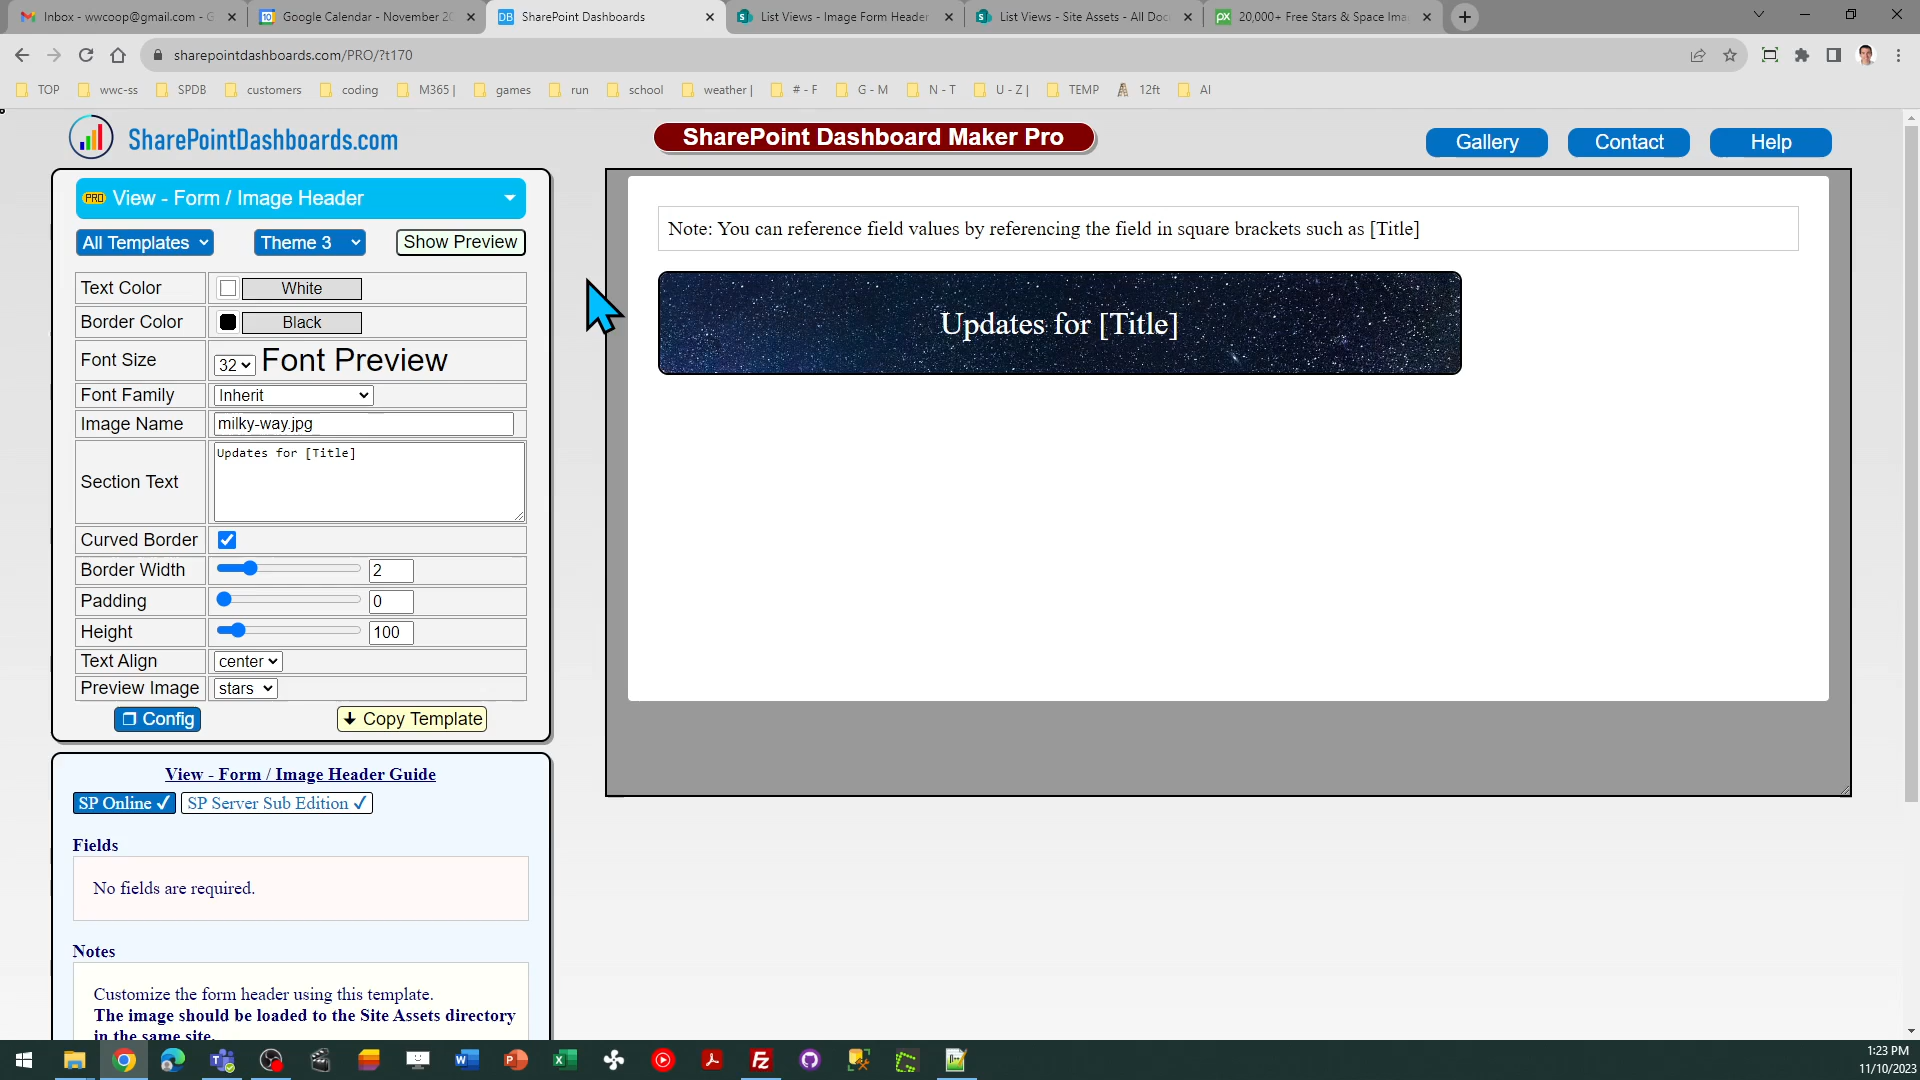 Inbox - wwcoop@gmail.com - G
Google Calendar - November 20
SharePoint Dashboards
List Views - Image Form Header
List Views - Site Assets - All Doc
20,000+ Free Stars & Space Ima
sharepointdashboards.com/PRO/?t170
TOP
wwc-ss
SPDB
customers
coding
M365 |
games
run
school
weather |
# - F
G - M
N - T
U - Z |
TEMP
12ft
AI
SharePointDashboards.com
SharePoint Dashboard Maker Pro
Gallery
Contact
Help
PRO View - Form / Image Header
All Templates
Theme 3
Show Preview
Text Color
White
Border Color
Black
Font Size
32
Font Preview
Font Family
Inherit
Image Name
milky-way.jpg
Section Text
Updates for [Title]
Curved Border
Border Width
2
Padding
0
Height
100
Text Align
center
Preview Image
stars
Config
Copy Template
Note: You can reference field values by referencing the field in square brackets such as [Title]
Updates for [Title]
View - Form / Image Header Guide
SP Online ✓
SP Server Sub Edition ✓
Fields
No fields are required.
Notes
Customize the form header using this template.
The image should be loaded to the Site Assets directory
in the same site.
1:23 PM
11/10/2023